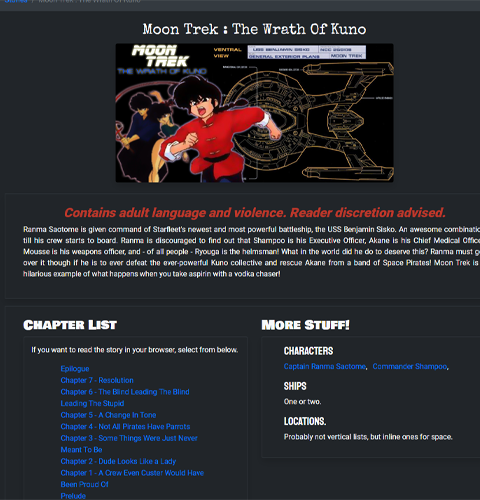 Moon Trek : The Wrath Of Kuno
MOON
TREK
THE WRATH OF KUNO
VENTRAL
VIEW
USS BENJAMIN SISKO
GENERAL EXTERIOR PLANS
MOON TREK
Contains adult language and violence. Reader discretion advised.
Ranma Saotome is given command of Starfleet's newest and most powerful battleship, the USS Benjamin Sisko. An awesome combinatio
till his crew starts to board. Ranma is discouraged to find out that Shampoo is his Executive Officer, Akane is his Chief Medical Office
Mousse is his weapons officer, and - of all people - Ryouga is the helmsman! What in the world did he do to deserve this? Ranma must g
over it though if he is to ever defeat the ever-powerful Kuno collective and rescue Akane from a band of Space Pirates! Moon Trek is
hilarious example of what happens when you take aspirin with a vodka chaser!
Chapter List
If you want to read the story in your browser, select from below.
Epilogue
Chapter 7 - Resolution
Chapter 6 - The Blind Leading The Blind
Leading The Stupid
Chapter 5 - A Change In Tone
Chapter 4 - Not All Pirates Have Parrots
Chapter 3 - Some Things Were Just Never
Meant To Be
Chapter 2 - Dude Looks Like a Lady
Chapter 1 - A Crew Even Custer Would Have
Been Proud Of
Prelude
More Stuff!
Characters
Captain Ranma Saotome, Commander Shampoo,
Ships
One or two.
Locations.
Probably not vertical lists, but inline ones for space.